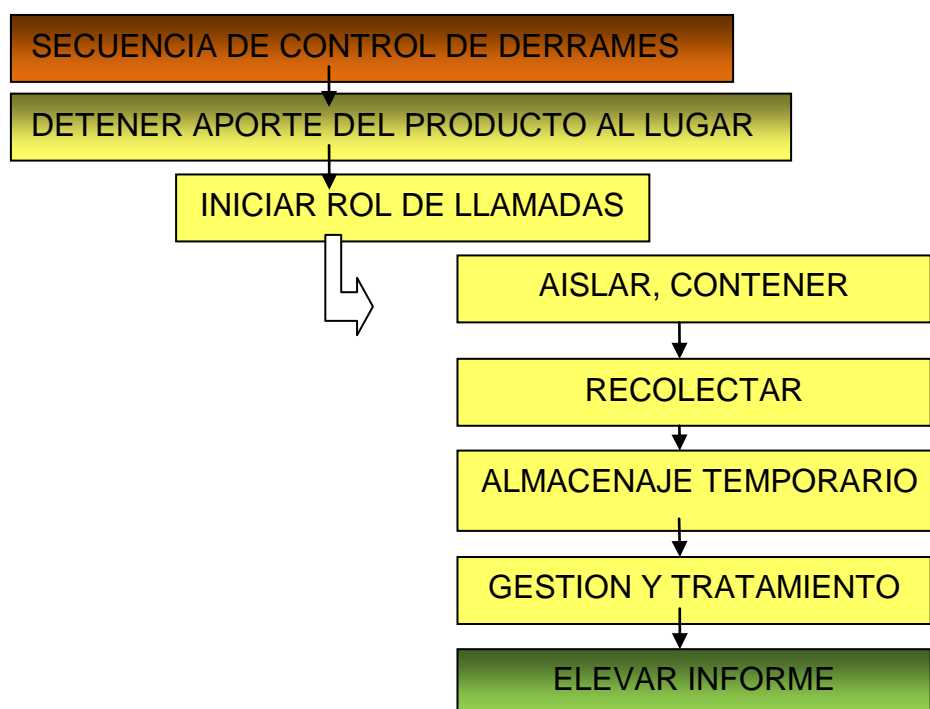 SECUENCIA DE CONTROL DE DERRAMES
DETENER APORTE DEL PRODUCTO AL LUGAR
INICIAR ROL DE LLAMADAS
AISLAR, CONTENER
RECOLECTAR
ALMACENAJE TEMPORARIO
GESTION Y TRATAMIENTO
ELEVAR INFORME